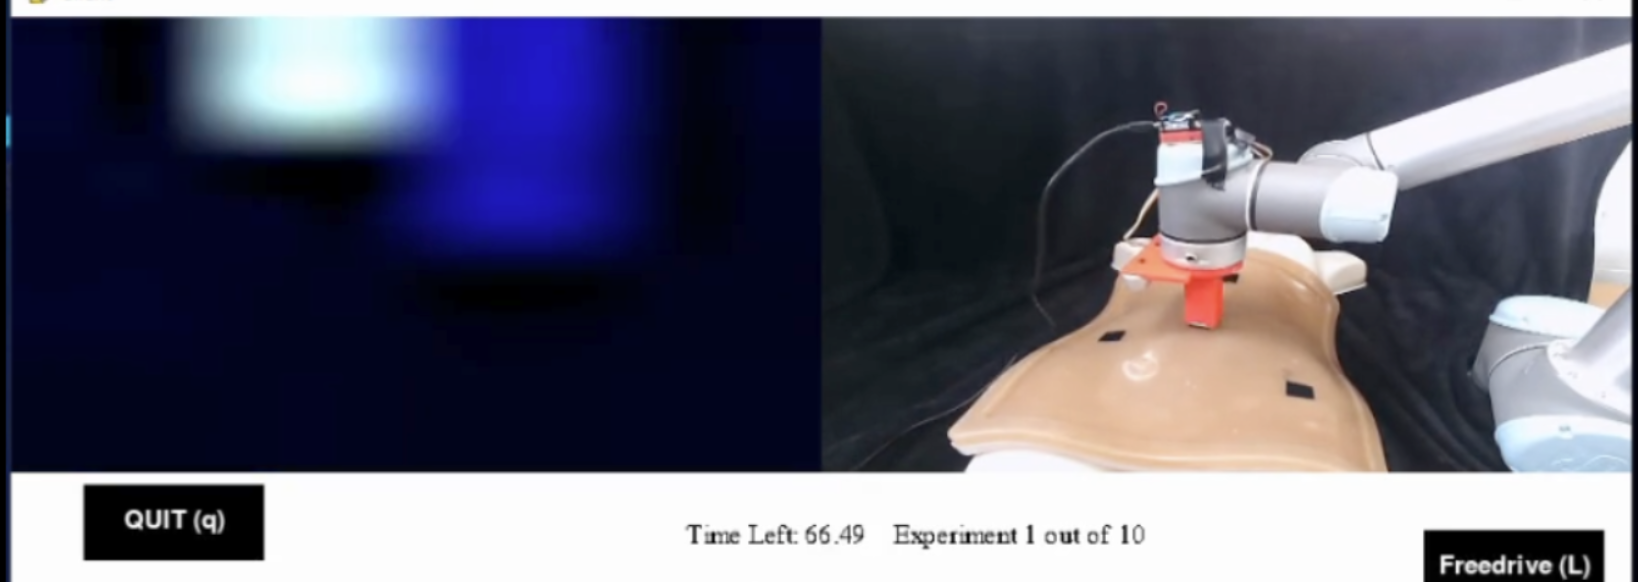 QUIT (q)
Time Left: 66.49 Experiment 1 out of 10
Freedrive (L)